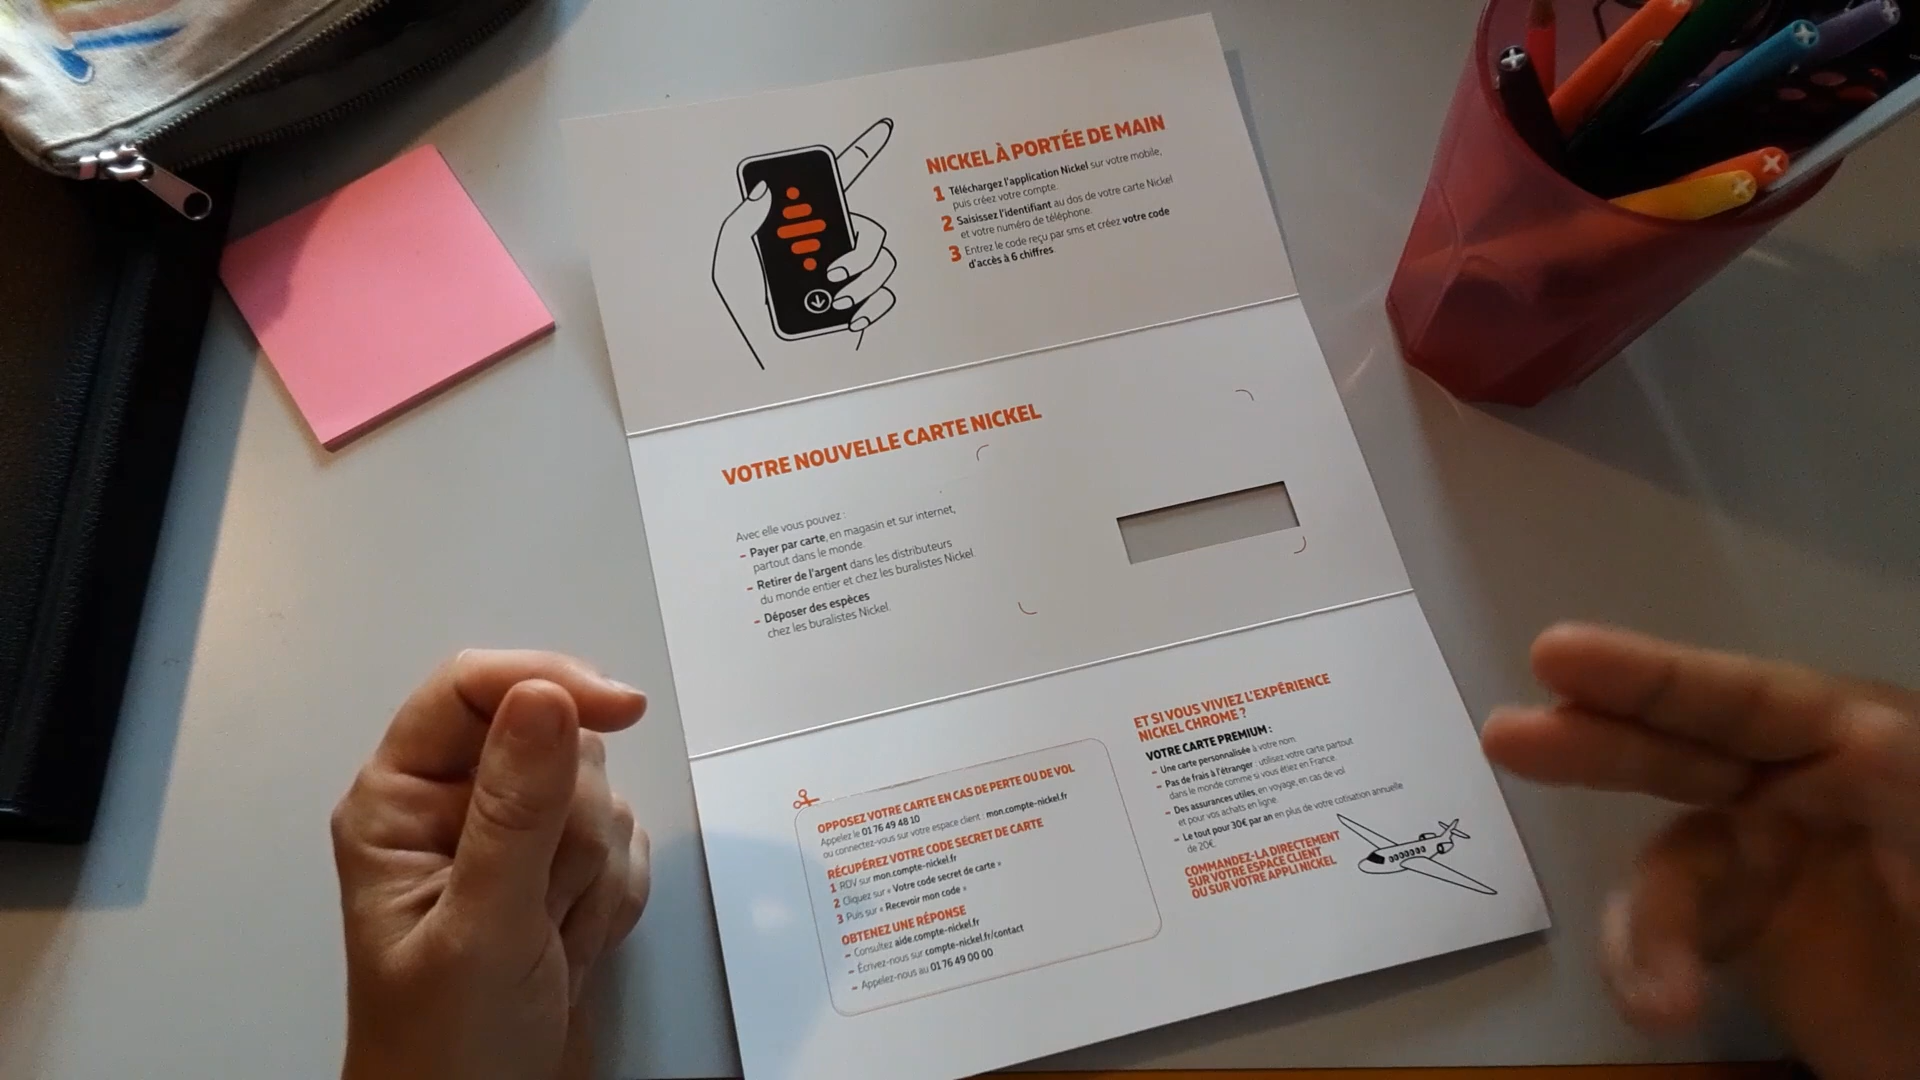 NICKEL À PORTÉE DE MAIN
1 Téléchargez l'application Nickel sur votre mobile,
puis créez votre compte.
2 Saisissez l'identifiant au dos de votre carte Nickel
et votre numéro de téléphone.
3 Entrez le code reçu par sms et créez votre code
d'accès à 6 chiffres
VOTRE NOUVELLE CARTE NICKEL
Avec elle vous pouvez :
- Payer par carte, en magasin et sur internet,
partout dans le monde.
- Retirer de l'argent dans les distributeurs
du monde entier et chez les buralistes Nickel.
- Déposer des espèces
chez les buralistes Nickel.
OPPOSEZ VOTRE CARTE EN CAS DE PERTE OU DE VOL
Appelez le 01 76 49 48 10
ou connectez-vous sur votre espace client : mon.compte-nickel.fr
RÉCUPÉREZ VOTRE CODE SECRET DE CARTE
1 RDV sur mon.compte-nickel.fr
2 Cliquez sur « Votre code secret de carte »
3 Puis sur « Recevoir mon code »
OBTENEZ UNE RÉPONSE
- Consultez aide.compte-nickel.fr
- Écrivez-nous sur compte-nickel.fr/contact
- Appelez-nous au 01 76 49 00 00
ET SI VOUS VIVIEZ L'EXPÉRIENCE
NICKEL CHROME ?
VOTRE CARTE PREMIUM :
- Une carte personnalisée à votre nom.
- Pas de frais à l'étranger : utilisez votre carte partout
dans le monde comme si vous étiez en France.
- Des assurances utiles, en voyage, en cas de vol
et pour vos achats en ligne.
- Le tout pour 30€ par an en plus de votre cotisation annuelle
de 20€.
COMMANDEZ-LA DIRECTEMENT
SUR VOTRE ESPACE CLIENT
OU SUR VOTRE APPLI NICKEL